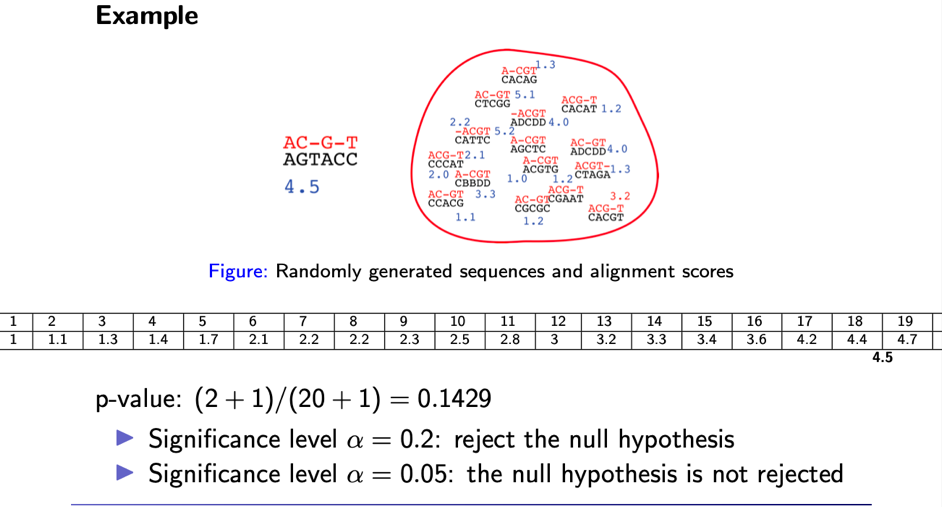 Example
A-CGT 1.3
CACAG
AC-GT 5.1
CTCGG
ACG-T
CACAT 1.2
-ACGT
ADCDD 4.0
2.2
-ACGT 5.2
CATTC
A-CGT
AGCTC
AC-GT
ADCDD 4.0
AC-G-T
AGTACC
4.5
ACG-T 2.1
CCCAT
A-CGT
ACGTG
ACGT- 1.3
CTAGA
2.0 A-CGT
CBBDD
1.0
1.2
AC-GT 3.3
CCACG
ACG-T
CGAAT
3.2
AC-GT
CGCGC
ACG-T
CACGT
1.1
1.2
Figure: Randomly generated sequences and alignment scores
1 2 3 4 5 6 7 8 9 10 11 12 13 14 15 16 17 18 19
1 1.1 1.3 1.4 1.7 2.1 2.2 2.2 2.3 2.5 2.8 3 3.2 3.3 3.4 3.6 4.2 4.4 4.7
4.5
p-value: (2 + 1)/(20 + 1) = 0.1429
▶ Significance level α = 0.2: reject the null hypothesis
▶ Significance level α = 0.05: the null hypothesis is not rejected